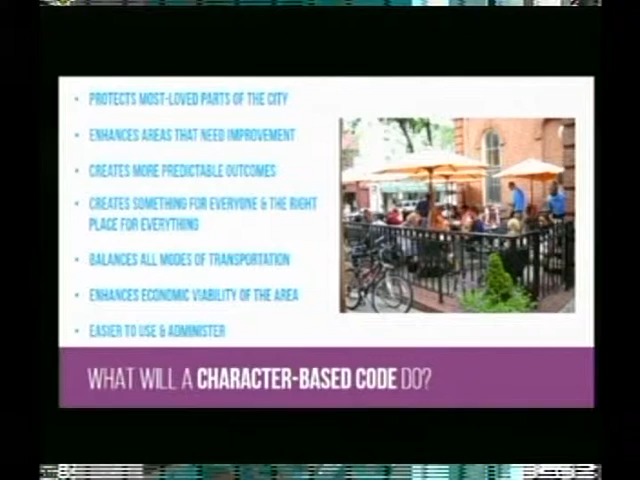 • PROTECTS MOST-LOVED PARTS OF THE CITY
• ENHANCES AREAS THAT NEED IMPROVEMENT
• CREATES MORE PREDICTABLE OUTCOMES
• CREATES SOMETHING FOR EVERYONE & THE RIGHT
PLACE FOR EVERYTHING
• BALANCES ALL MODES OF TRANSPORTATION
• ENHANCES ECONOMIC VIABILITY OF THE AREA
• EASIER TO USE & ADMINISTER
WHAT WILL A CHARACTER-BASED CODE DO?